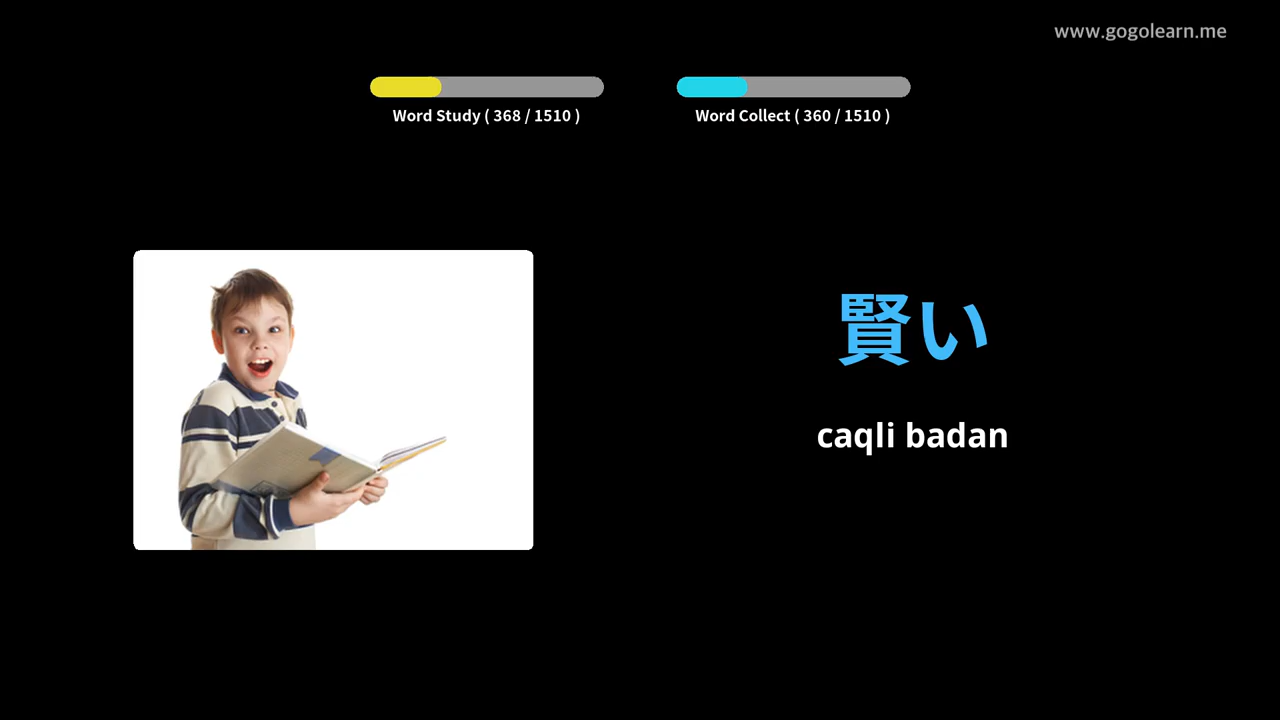 www.gogolearn.me
Word Study ( 368 / 1510 )
Word Collect ( 360 / 1510 )
賢い
caqli badan